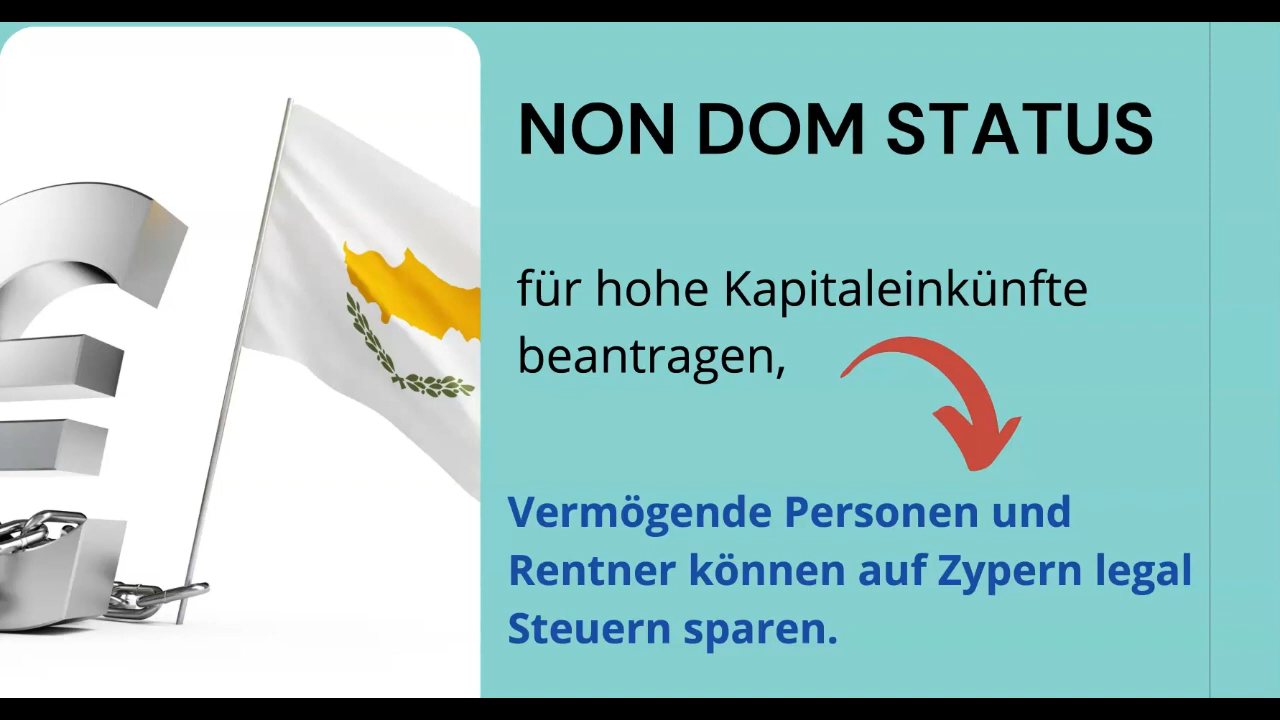 NON DOM STATUS
für hohe Kapitaleinkünfte
beantragen,
Vermögende Personen und
Rentner können auf Zypern legal
Steuern sparen.